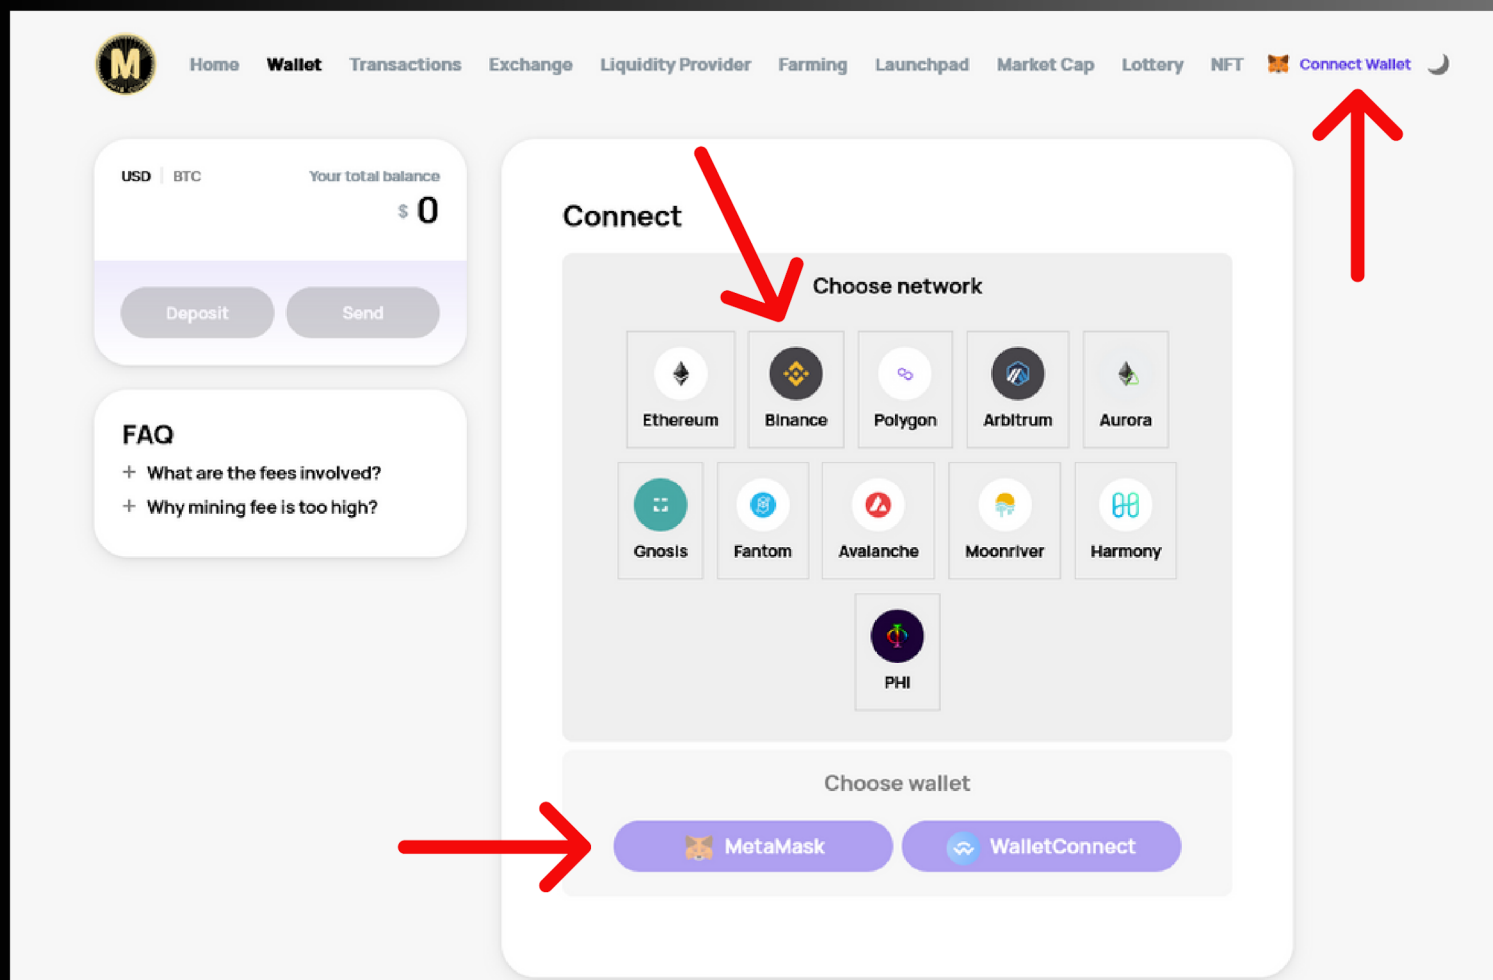 M
Home Wallet Transactions Exchange Liquidity Provider Farming Launchpad Market Cap Lottery NFT Connect Wallet
USD BTC Your total balance
$ 0
Deposit Send
FAQ
+ What are the fees involved?
+ Why mining fee is too high?
Connect
Choose network
Ethereum Binance Polygon Arbitrum Aurora
Gnosis Fantom Avalanche Moonriver Harmony
PHI
Choose wallet
MetaMask WalletConnect